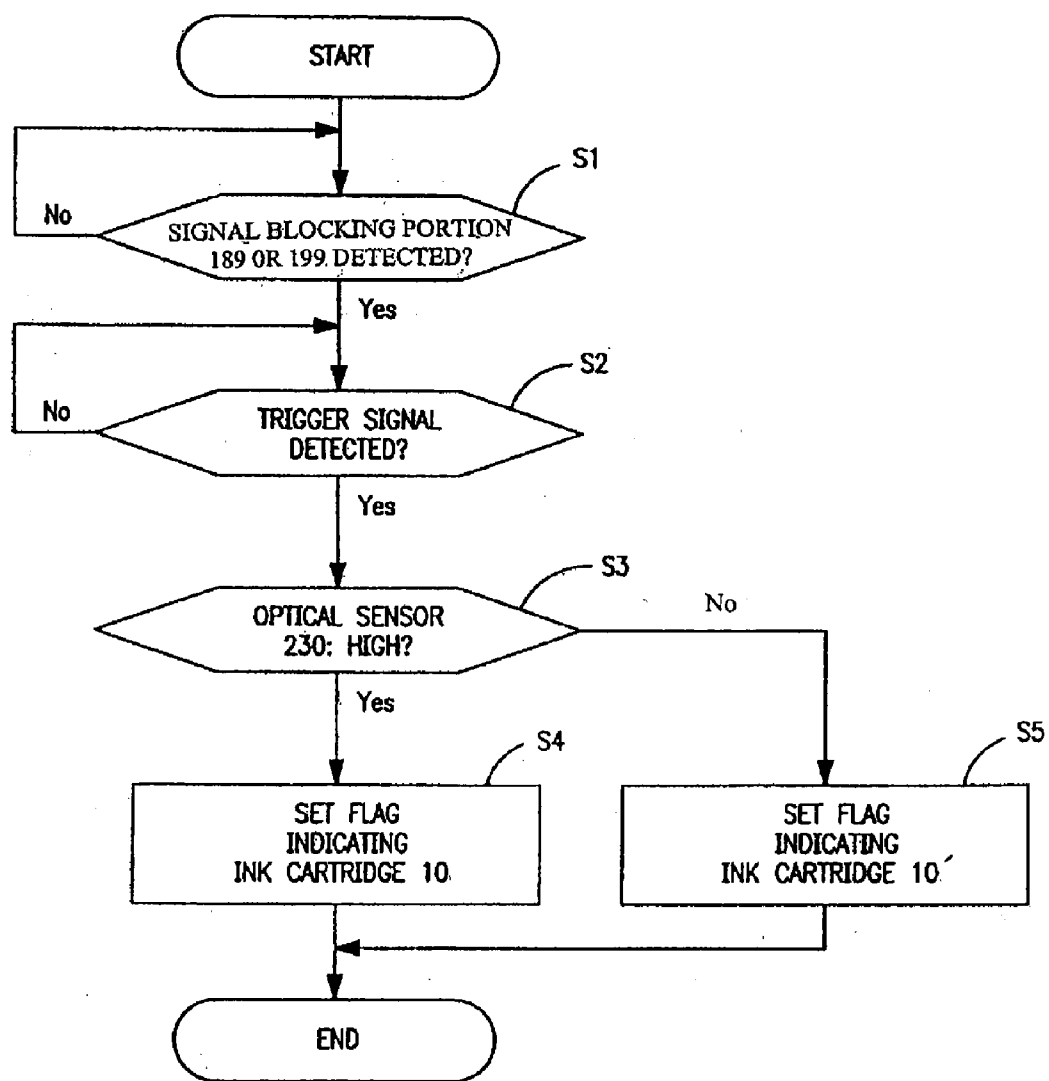 START
S1
No
SIGNAL BLOCKING PORTION
189 OR 199 DETECTED?
Yes
S2
No
TRIGGER SIGNAL
DETECTED?
Yes
S3
No
OPTICAL SENSOR
230: HIGH?
Yes
S4
S5
SET FLAG
INDICATING
INK CARTRIDGE 10
SET FLAG
INDICATING
INK CARTRIDGE 10´
END